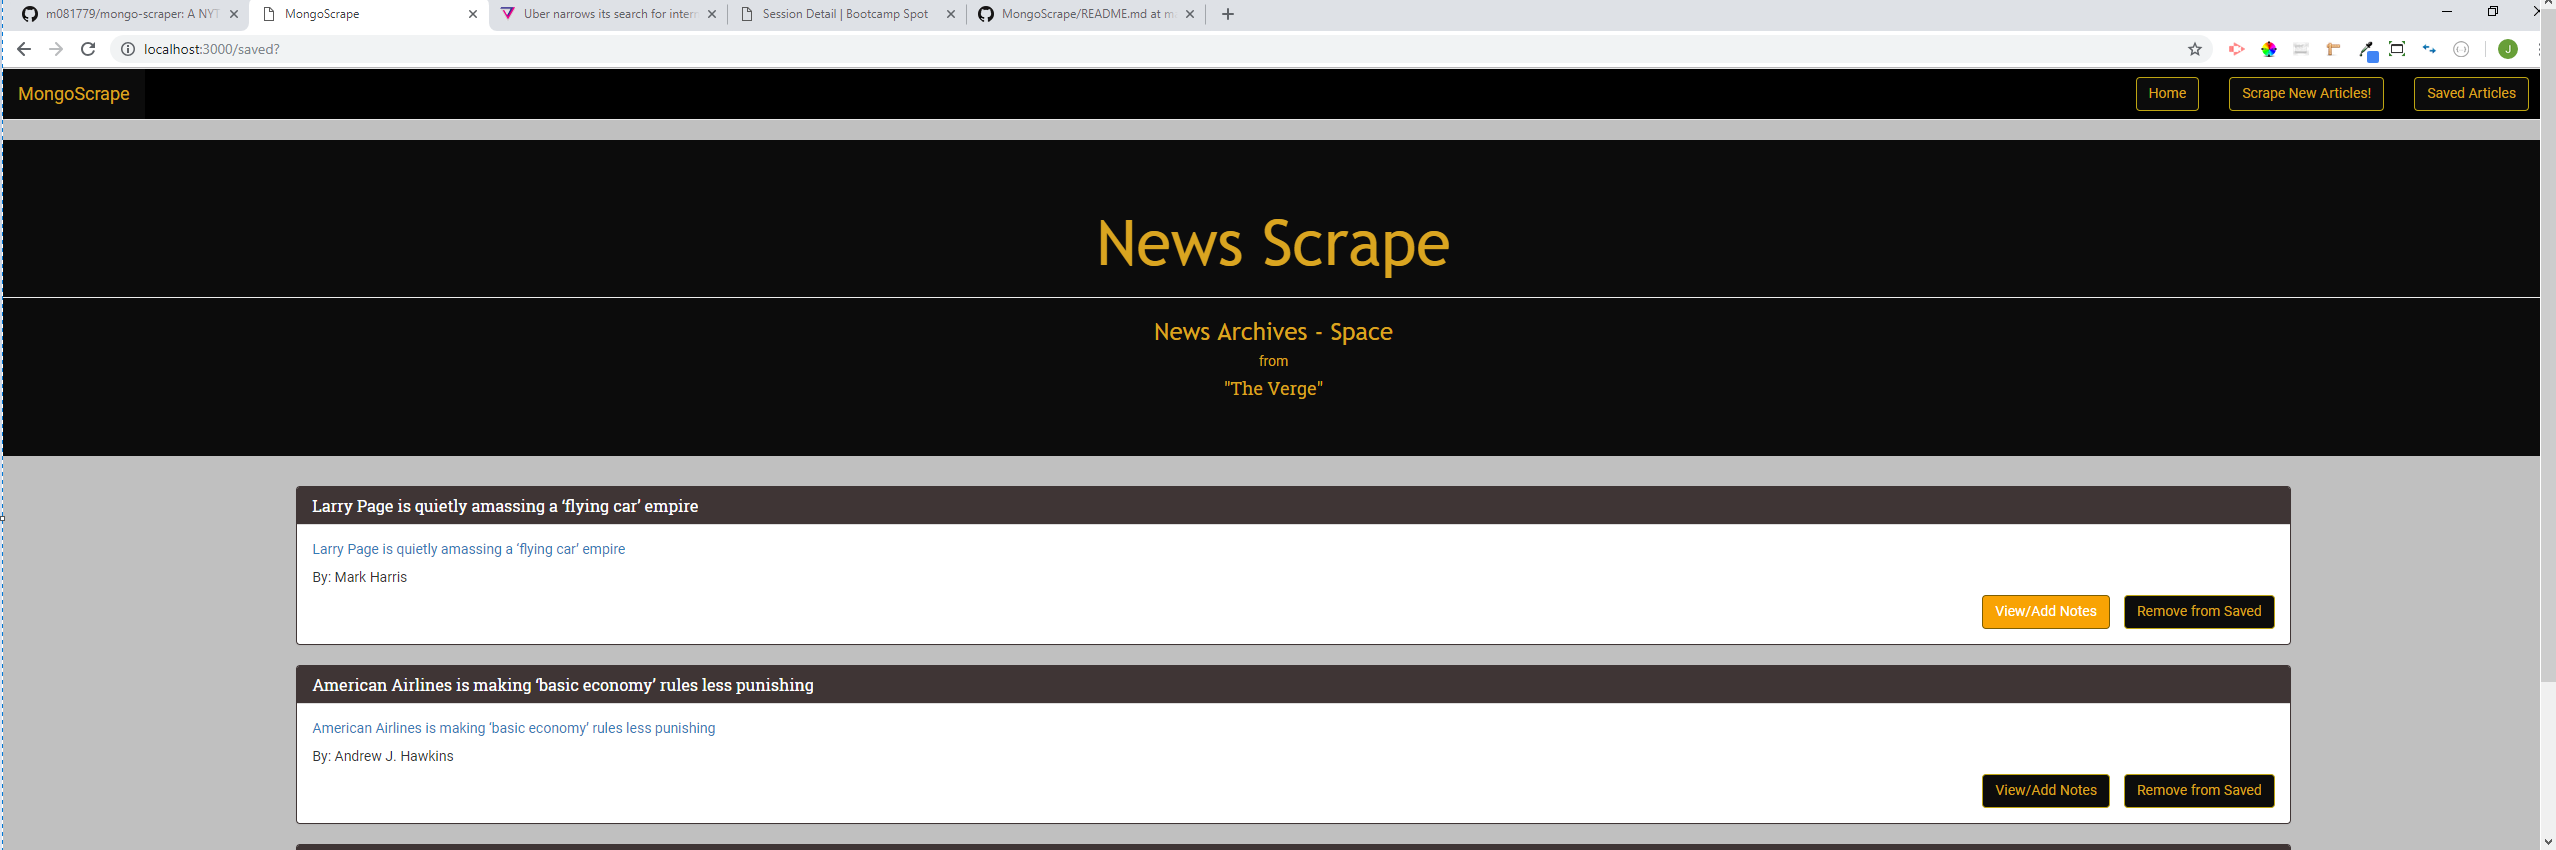 m081779/mongo-scraper: A NYT
MongoScrape
Uber narrows its search for intern
Session Detail | Bootcamp Spot
MongoScrape/README.md at m
localhost:3000/saved?
J
MongoScrape
Home
Scrape New Articles!
Saved Articles
News Scrape
News Archives - Space
from
"The Verge"
Larry Page is quietly amassing a ‘flying car’ empire
Larry Page is quietly amassing a ‘flying car’ empire
By: Mark Harris
View/Add Notes
Remove from Saved
American Airlines is making ‘basic economy’ rules less punishing
American Airlines is making ‘basic economy’ rules less punishing
By: Andrew J. Hawkins
View/Add Notes
Remove from Saved